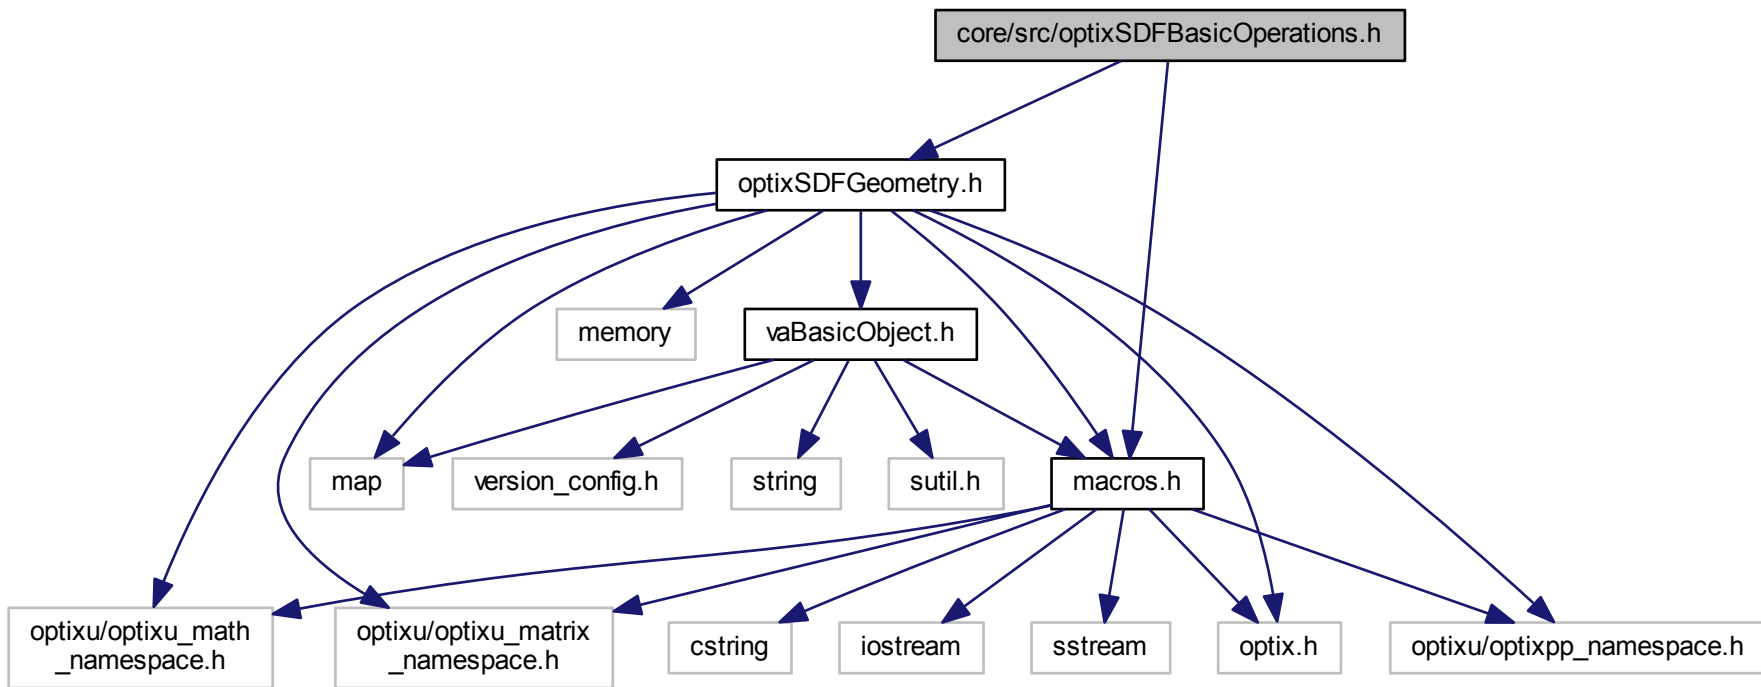 core/src/optixSDFBasicOperations.h
optixSDFGeometry.h
memory
vaBasicObject.h
map
version_config.h
string
sutil.h
macros.h
optixu/optixu_math
_namespace.h
optixu/optixu_matrix
_namespace.h
cstring
iostream
sstream
optix.h
optixu/optixpp_namespace.h